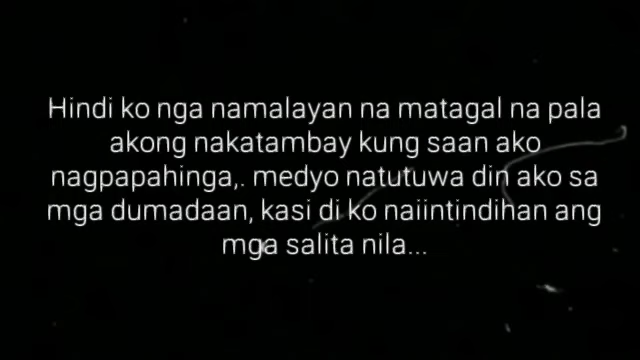 Hindi ko nga namalayan na matagal na pala
akong nakatambay kung saan ako
nagpapahinga,. medyo natutuwa din ako sa
mga dumadaan, kasi di ko naiintindihan ang
mga salita nila...